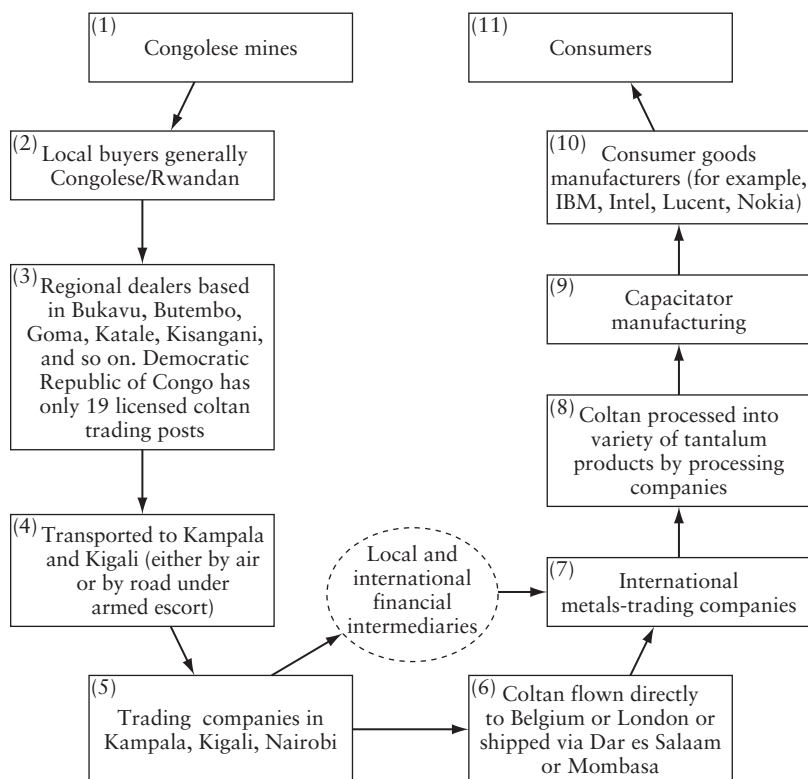 (1)
Congolese mines
(2)
Local buyers generally
Congolese/Rwandan
(3)
Regional dealers based
in Bukavu, Butembo,
Goma, Katale, Kisangani,
and so on. Democratic
Republic of Congo has
only 19 licensed coltan
trading posts
(4)
Transported to Kampala
and Kigali (either by air
or by road under
armed escort)
(5)
Trading companies in
Kampala, Kigali, Nairobi
Local and
international
financial
intermediaries
(6)
Coltan flown directly
to Belgium or London or
shipped via Dar es Salaam
or Mombasa
(7)
International
metals-trading companies
(8)
Coltan processed into
variety of tantalum
products by processing
companies
(9)
Capacitator
manufacturing
(10)
Consumer goods
manufacturers (for example,
IBM, Intel, Lucent, Nokia)
(11)
Consumers